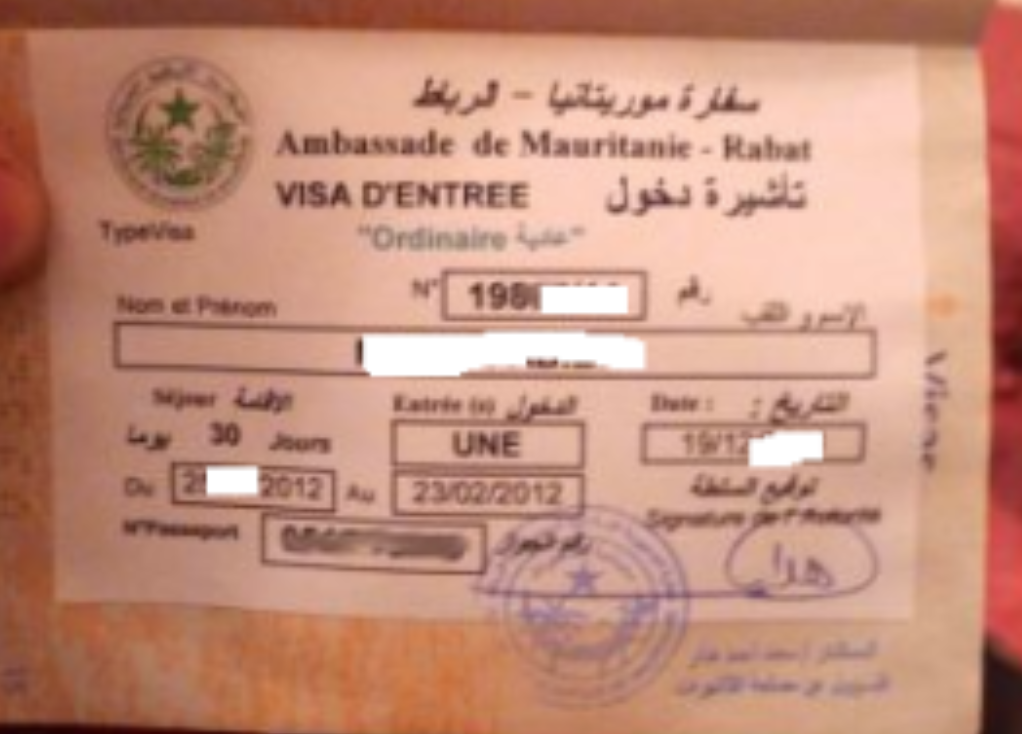 سفارة موريتانيا - الرباط
Ambassade de Mauritanie - Rabat
VISA D'ENTREE تأشيرة دخول
TypeVisa "Ordinaire عادية"
N° 198 رقم
Nom et Prénom الإسم و اللقب
Séjour الإقامة Entrée (s) الدخول Date : التاريخ :
يوما 30 Jours UNE 19/12
Du 2 2012 Au 23/02/2012 توقيع السلطة
N°Passeport رقم الجواز Signature de l'Autorité